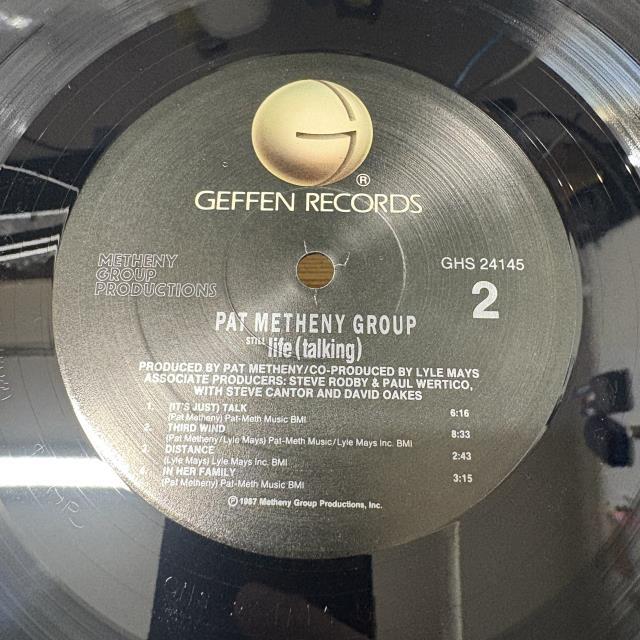 G
®
GEFFEN RECORDS
METHENY
GROUP
PRODUCTIONS
GHS 24145
2
PAT METHENY GROUP
STILL life (talking)
PRODUCED BY PAT METHENY/CO-PRODUCED BY LYLE MAYS
ASSOCIATE PRODUCERS: STEVE RODBY & PAUL WERTICO,
WITH STEVE CANTOR AND DAVID OAKES
1. (IT'S JUST) TALK 6:16
(Pat Metheny) Pat-Meth Music BMI
2. THIRD WIND 8:33
(Pat Metheny/Lyle Mays) Pat-Meth Music/Lyle Mays Inc. BMI
3. DISTANCE 2:43
(Lyle Mays) Lyle Mays Inc. BMI
4. IN HER FAMILY 3:15
(Pat Metheny) Pat-Meth Music BMI
℗©1987 Metheny Group Productions, Inc.